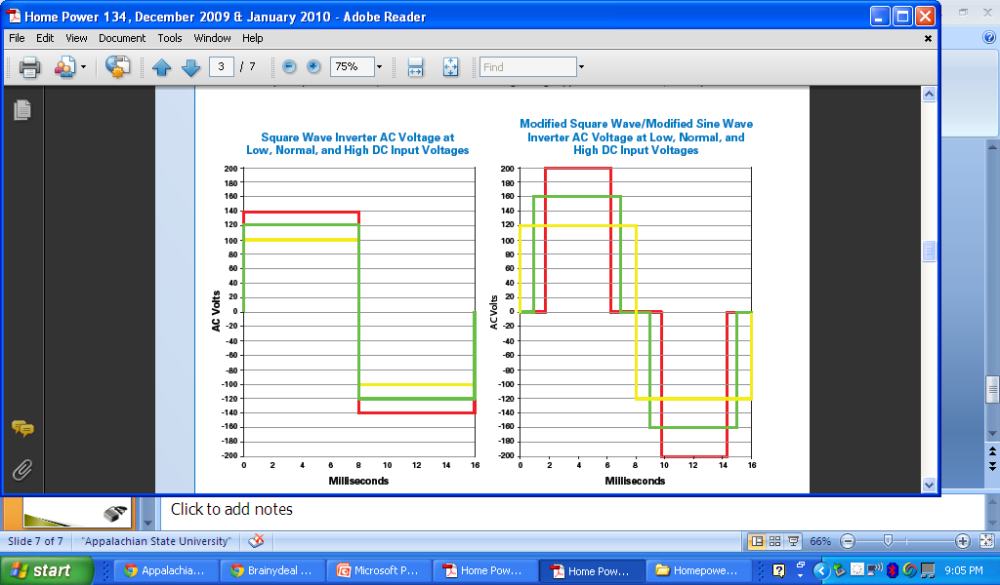 Home Power 134, December 2009 & January 2010 - Adobe Reader
File Edit View Document Tools Window Help
3 / 7 75% Find
Square Wave Inverter AC Voltage at
Low, Normal, and High DC Input Voltages
200
180
160
140
120
100
80
60
40
20
0
-20
-40
-60
-80
-100
-120
-140
-160
-180
-200
AC Volts
0 2 4 6 8 10 12 14 16
Milliseconds
Modified Square Wave/Modified Sine Wave
Inverter AC Voltage at Low, Normal, and
High DC Input Voltages
200
180
160
140
120
100
80
60
40
20
0
-20
-40
-60
-80
-100
-120
-140
-160
-180
-200
AC Volts
0 2 4 6 8 10 12 14 16
Milliseconds
Click to add notes
Slide 7 of 7 "Appalachian State University" 66%
start Appalachia... Brainydeal ... Microsoft P... Home Pow... Home Pow... Homepowe... 9:05 PM